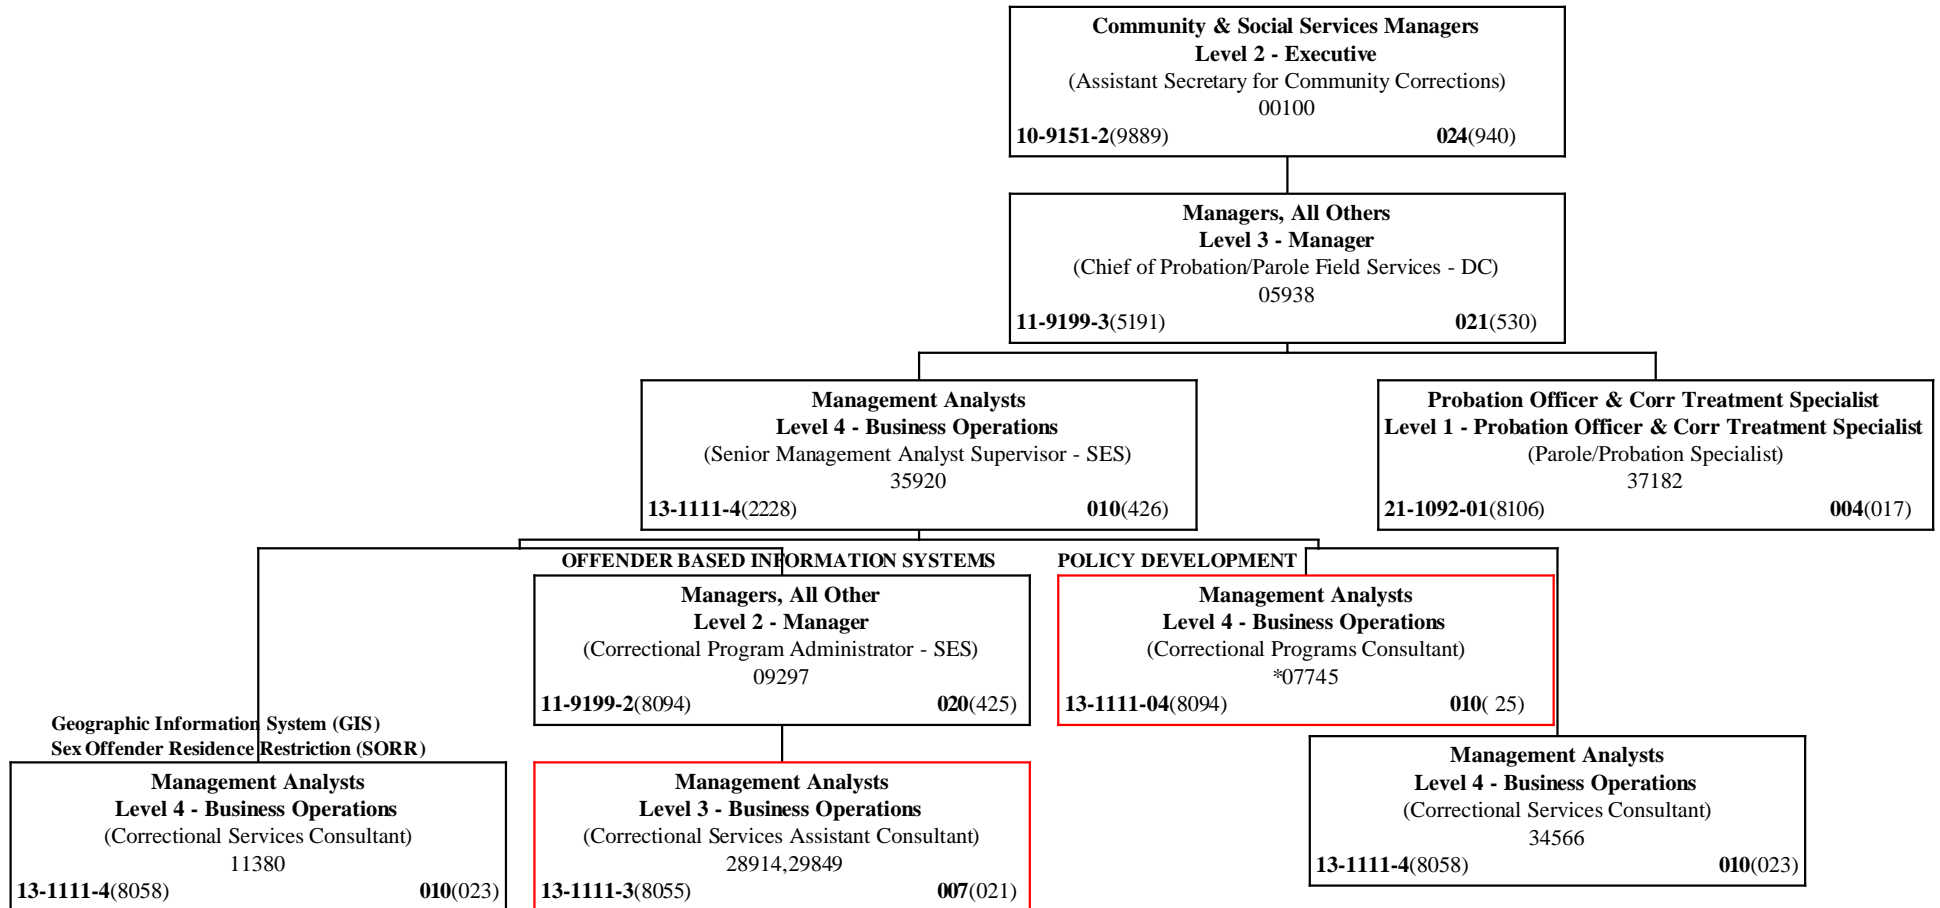 Community & Social Services Managers
Level 2 - Executive
(Assistant Secretary for Community Corrections)
00100
10-9151-2(9889) 024(940)
Managers, All Others
Level 3 - Manager
(Chief of Probation/Parole Field Services - DC)
05938
11-9199-3(5191) 021(530)
Management Analysts
Level 4 - Business Operations
(Senior Management Analyst Supervisor - SES)
35920
13-1111-4(2228) 010(426)
Probation Officer & Corr Treatment Specialist
Level 1 - Probation Officer & Corr Treatment Specialist
(Parole/Probation Specialist)
37182
21-1092-01(8106) 004(017)
OFFENDER BASED INFORMATION SYSTEMS
Managers, All Other
Level 2 - Manager
(Correctional Program Administrator - SES)
09297
11-9199-2(8094) 020(425)
POLICY DEVELOPMENT
Management Analysts
Level 4 - Business Operations
(Correctional Programs Consultant)
*07745
13-1111-04(8094) 010( 25)
Geographic Information System (GIS)
Sex Offender Residence Restriction (SORR)
Management Analysts
Level 4 - Business Operations
(Correctional Services Consultant)
11380
13-1111-4(8058) 010(023)
Management Analysts
Level 3 - Business Operations
(Correctional Services Assistant Consultant)
28914,29849
13-1111-3(8055) 007(021)
Management Analysts
Level 4 - Business Operations
(Correctional Services Consultant)
34566
13-1111-4(8058) 010(023)